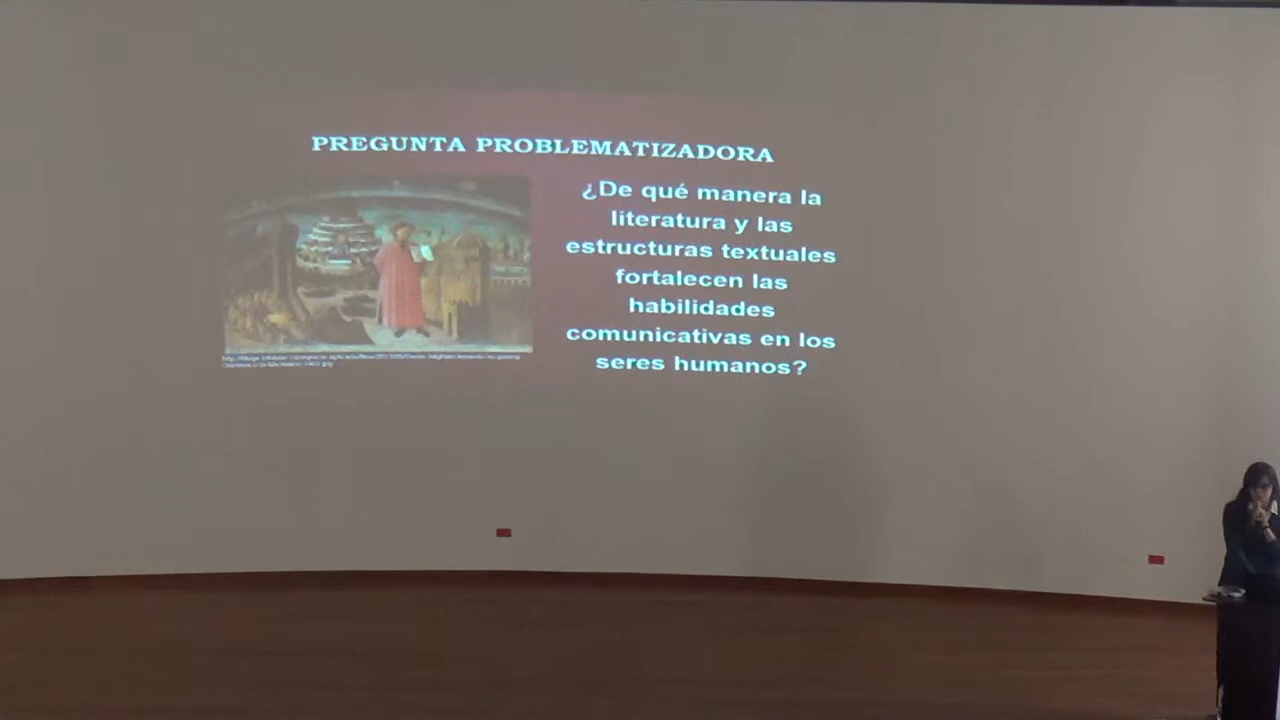 PREGUNTA PROBLEMATIZADORA
¿De qué manera la
literatura y las
estructuras textuales
fortalecen las
habilidades
comunicativas en los
seres humanos?